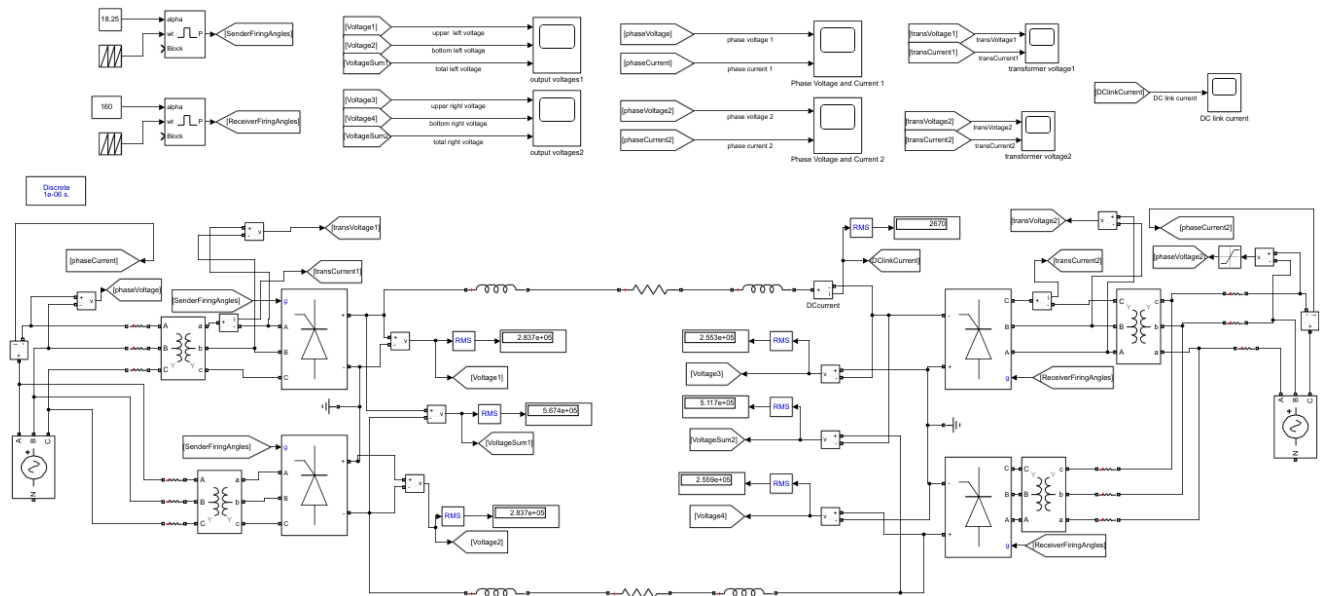 18.25
alpha
wt
Block
P
[SenderFiringAngles]
160
alpha
wt
Block
P
[ReceiverFiringAngles]
[Voltage1]
[Voltage2]
[VoltageSum1]
upper left voltage
bottom left voltage
total left voltage
output voltages1
[Voltage3]
[Voltage4]
[VoltageSum2]
upper right voltage
bottom right voltage
total right voltage
output voltages2
[phaseVoltage]
[phaseCurrent]
phase voltage 1
phase current 1
Phase Voltage and Current 1
[phaseVoltage2]
[phaseCurrent2]
phase voltage 2
phase current 2
Phase Voltage and Current 2
[transVoltage1]
[transCurrent1]
transVoltage1
transCurrent1
transformer voltage1
[transVoltage2]
[transCurrent2]
transVoltage2
transCurrent2
transformer voltage2
[DClinkCurrent]
DC link current
DC link current
Discrete
1e-06 s.
[phaseCurrent]
[phaseVoltage]
[transVoltage1]
[transCurrent1]
[SenderFiringAngles]
g
A
B
C
A
B
C
a
b
c
Y
Y
RMS
2.837e+05
[Voltage1]
RMS
5.674e+05
[VoltageSum1]
[SenderFiringAngles]
g
A
B
C
A
B
C
a
b
c
Y
Y
RMS
2.837e+05
[Voltage2]
A
B
C
N
RMS
2670
DClinkCurrent]
DCcurrent
2.553e+05
RMS
[Voltage3]
5.117e+05
RMS
[VoltageSum2]
2.559e+05
RMS
[Voltage4]
[transVoltage2]
[transCurrent2]
[phaseCurrent2]
[phaseVoltage2]
C
B
A
g
C
B
A
c
b
a
Y
Y
[ReceiverFiringAngles]
C
B
A
g
C
B
A
c
b
a
Y
Y
[ReceiverFiringAngles]
A
B
C
N